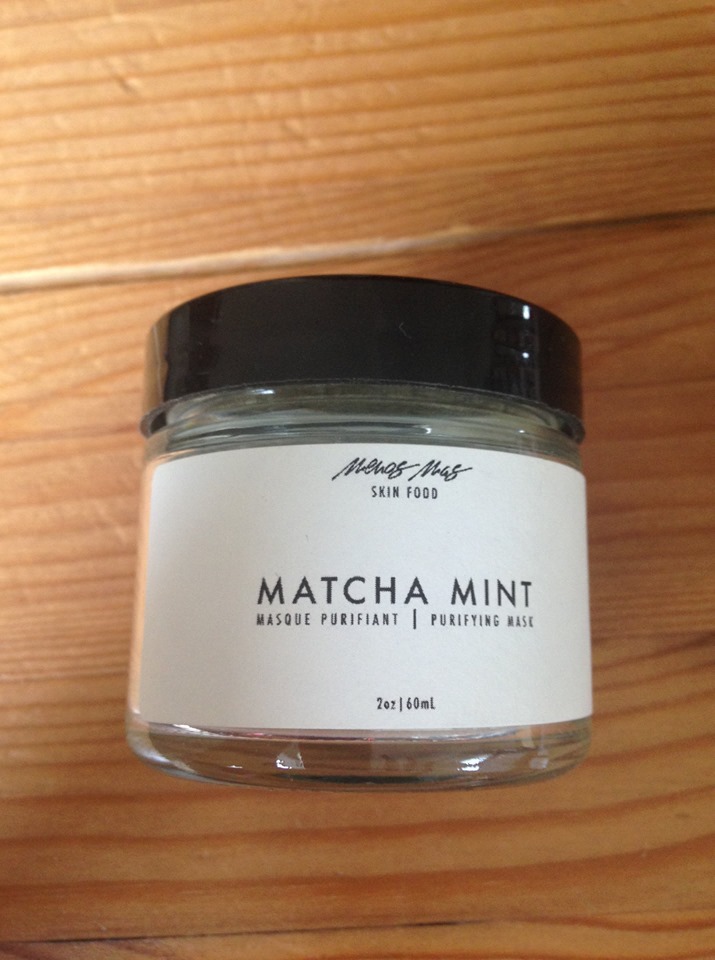 Menos Mas
SKIN FOOD
MATCHA MINT
MASQUE PURIFIANT | PURIFYING MASK
2oz | 60mL